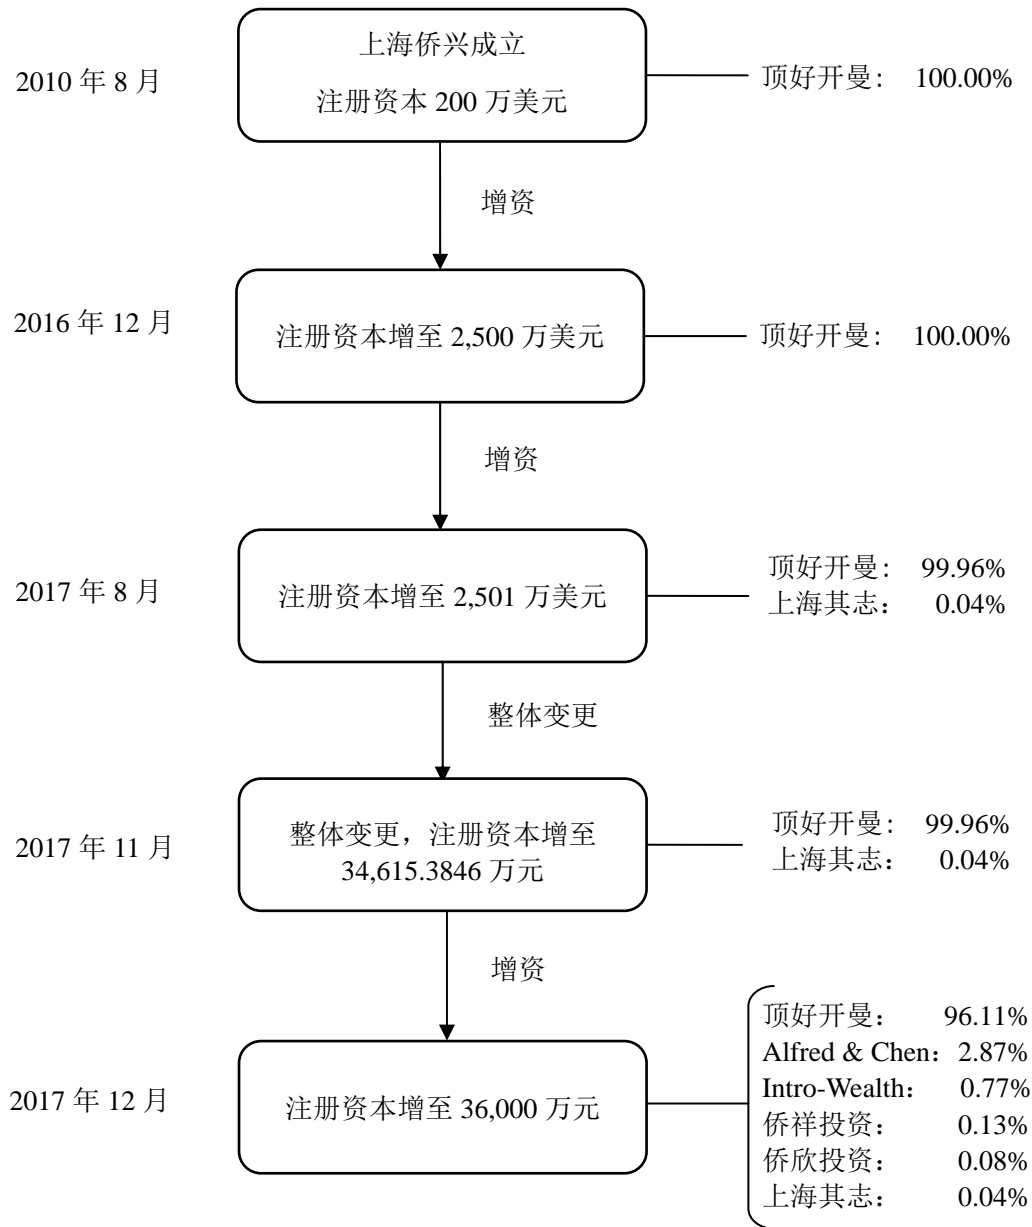 2010 年 8 月
上海侨兴成立
注册资本 200 万美元
顶好开曼： 100.00%
增资
2016 年 12 月
注册资本增至 2,500 万美元
顶好开曼： 100.00%
增资
2017 年 8 月
注册资本增至 2,501 万美元
顶好开曼： 99.96%
上海其志： 0.04%
整体变更
2017 年 11 月
整体变更，注册资本增至
34,615.3846 万元
顶好开曼： 99.96%
上海其志： 0.04%
增资
2017 年 12 月
注册资本增至 36,000 万元
顶好开曼： 96.11%
Alfred & Chen：2.87%
Intro-Wealth： 0.77%
侨祥投资： 0.13%
侨欣投资： 0.08%
上海其志： 0.04%